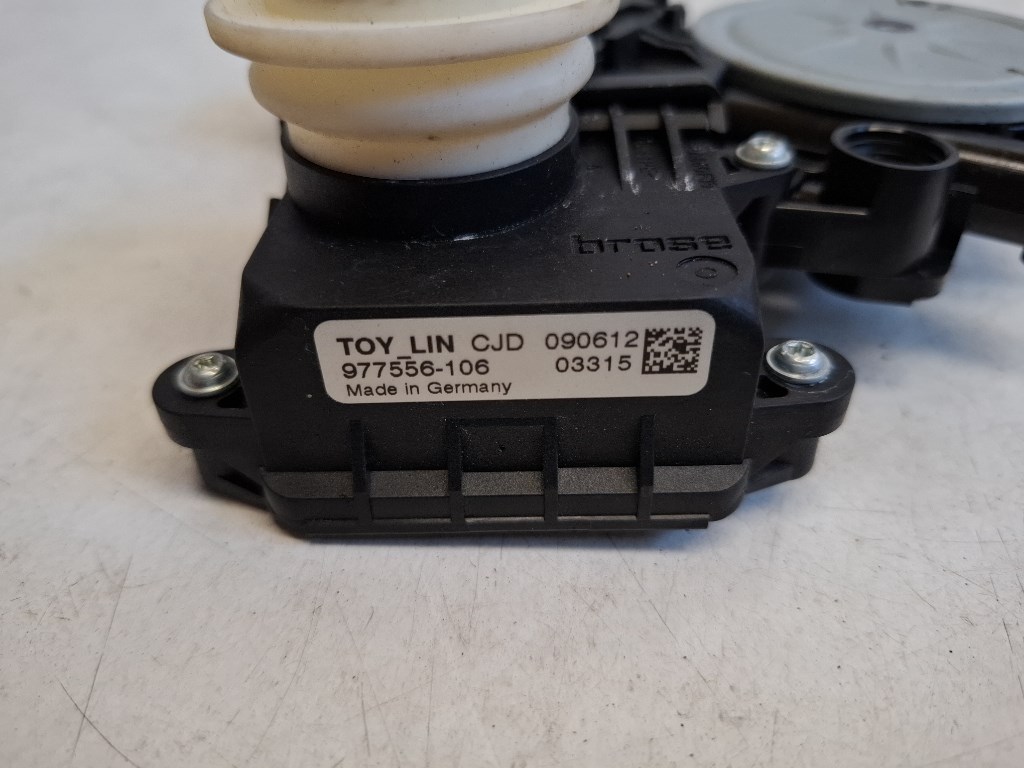 brose
TOY_LIN CJD 090612
977556-106 03315
Made in Germany